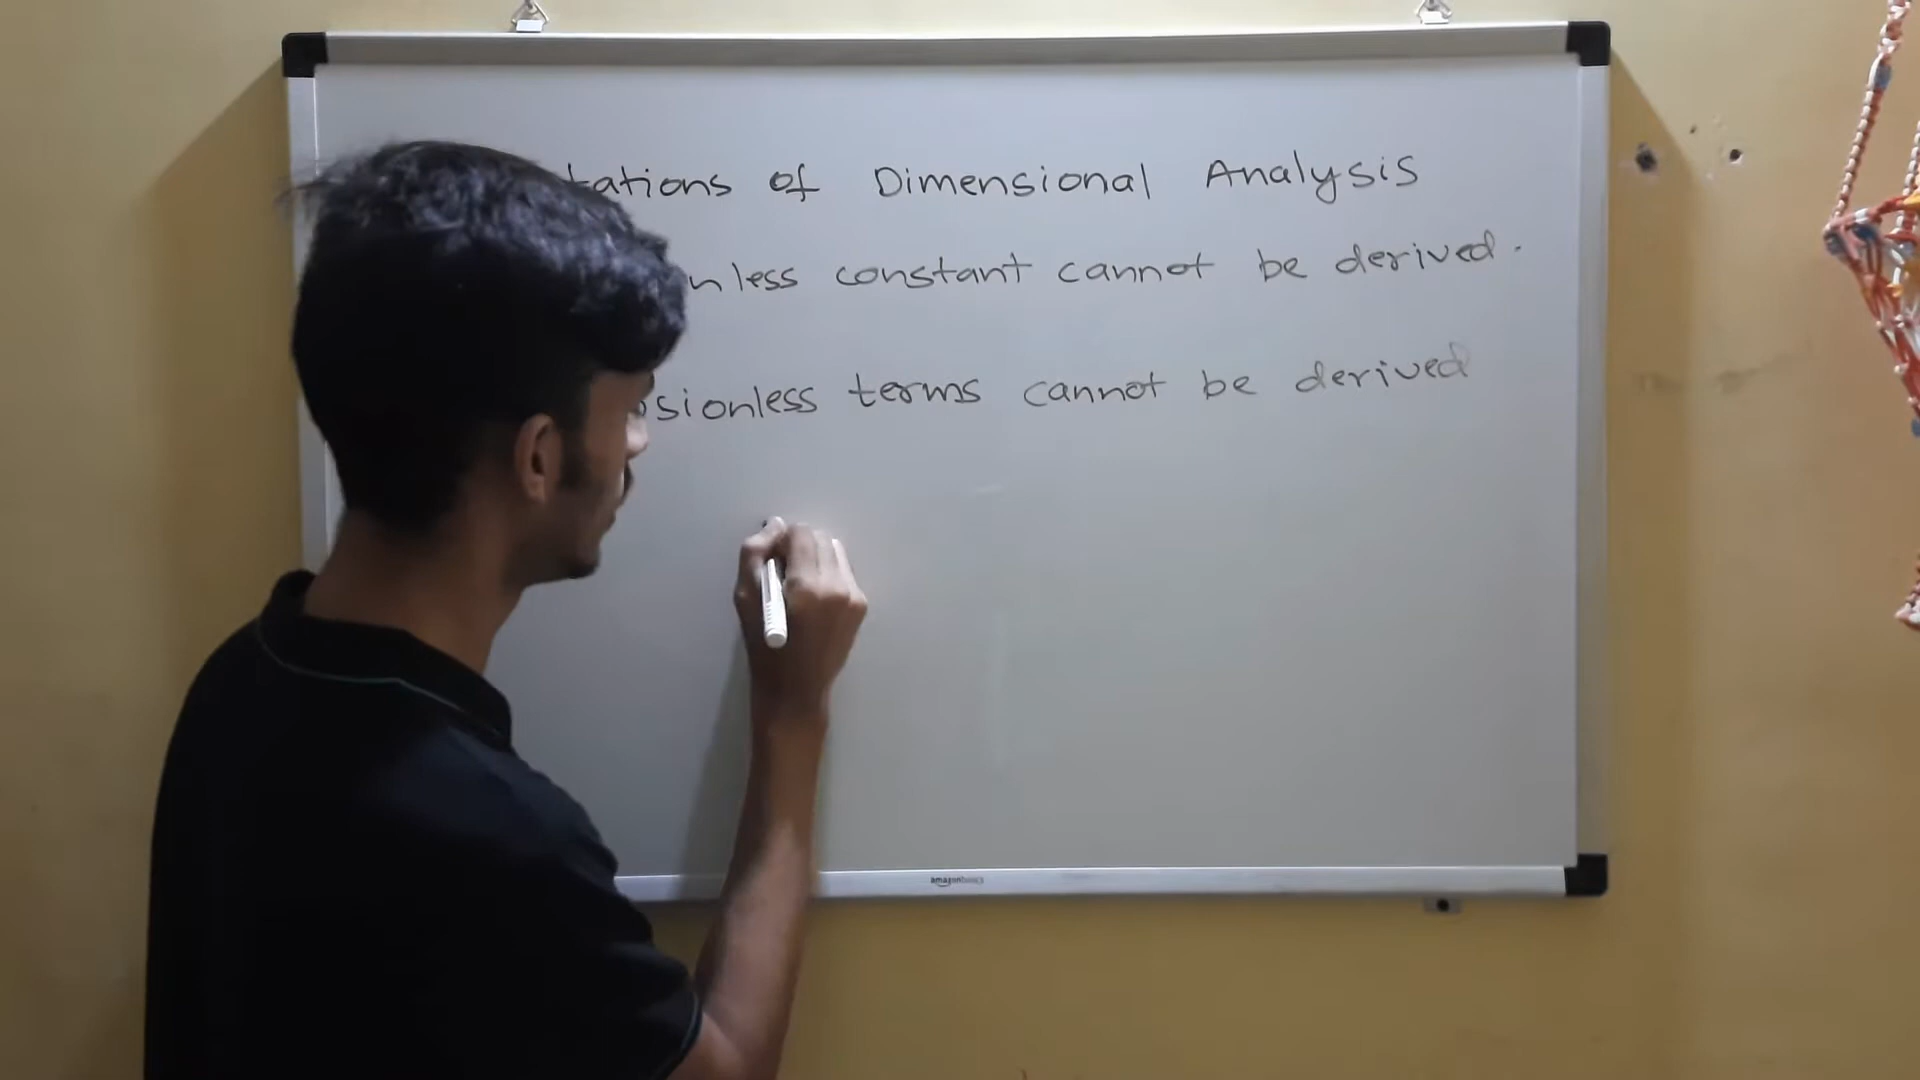 tations of Dimensional Analysis
nless constant cannot be derived.
sionless terms cannot be derived
amazonbasics